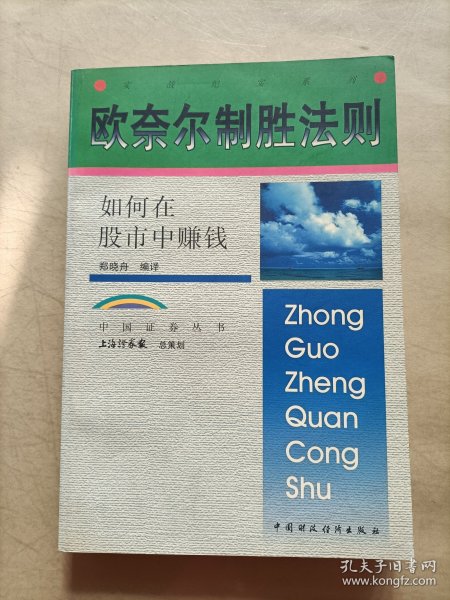 欧奈尔制胜法则
如何在
股市中赚钱
郑晓舟 编译
中国证券丛书
上海證券报 总策划
Zhong
Guo
Zheng
Quan
Cong
Shu
中国财政经济出版社
孔夫子旧书网
www.kongfz.com